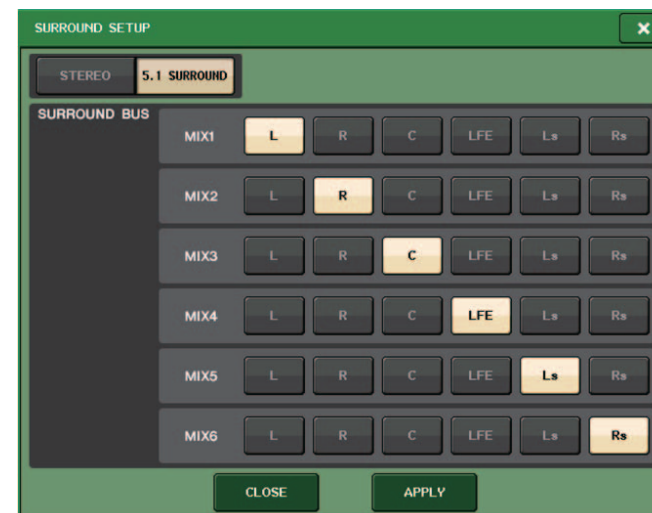 SURROUND SETUP
STEREO 5.1 SURROUND
SURROUND BUS
MIX1 L R C LFE Ls Rs
MIX2 L R C LFE Ls Rs
MIX3 L R C LFE Ls Rs
MIX4 L R C LFE Ls Rs
MIX5 L R C LFE Ls Rs
MIX6 L R C LFE Ls Rs
CLOSE APPLY